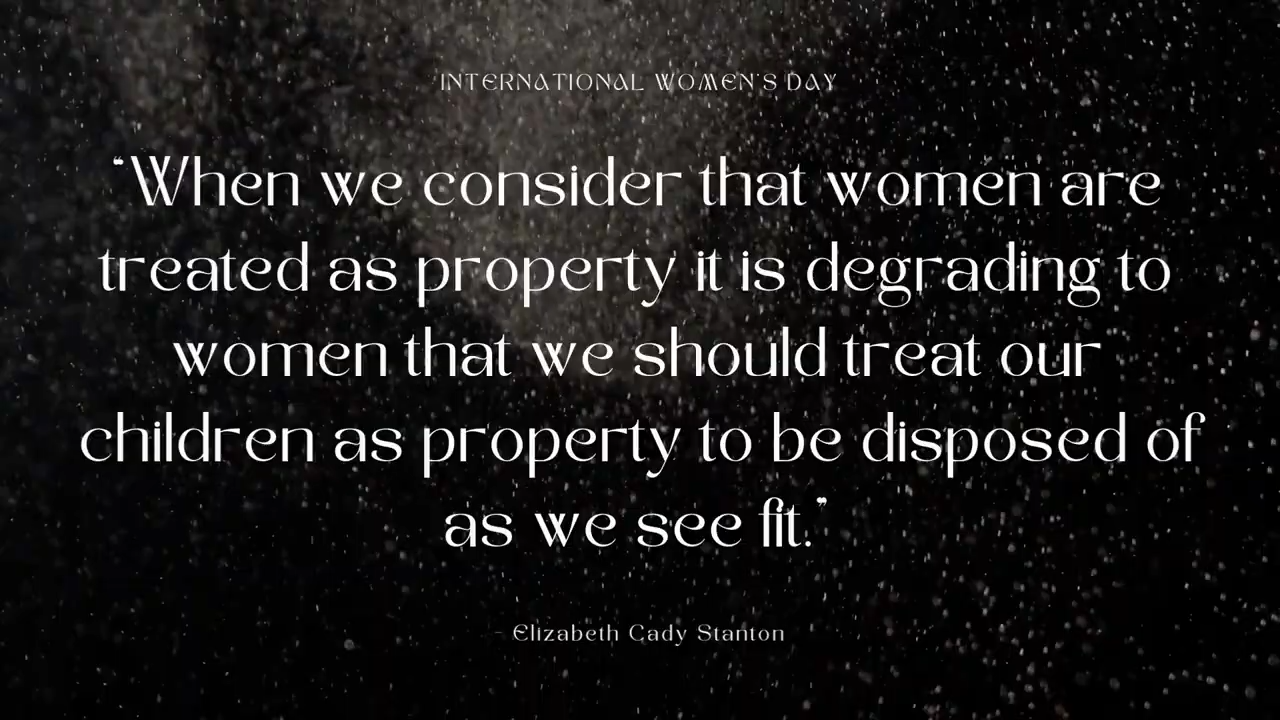 INTERNATIONAL WOMEN'S DAY
“When we consider that women are
treated as property it is degrading to
women that we should treat our
children as property to be disposed of
as we see fit.”
- Elizabeth Cady Stanton